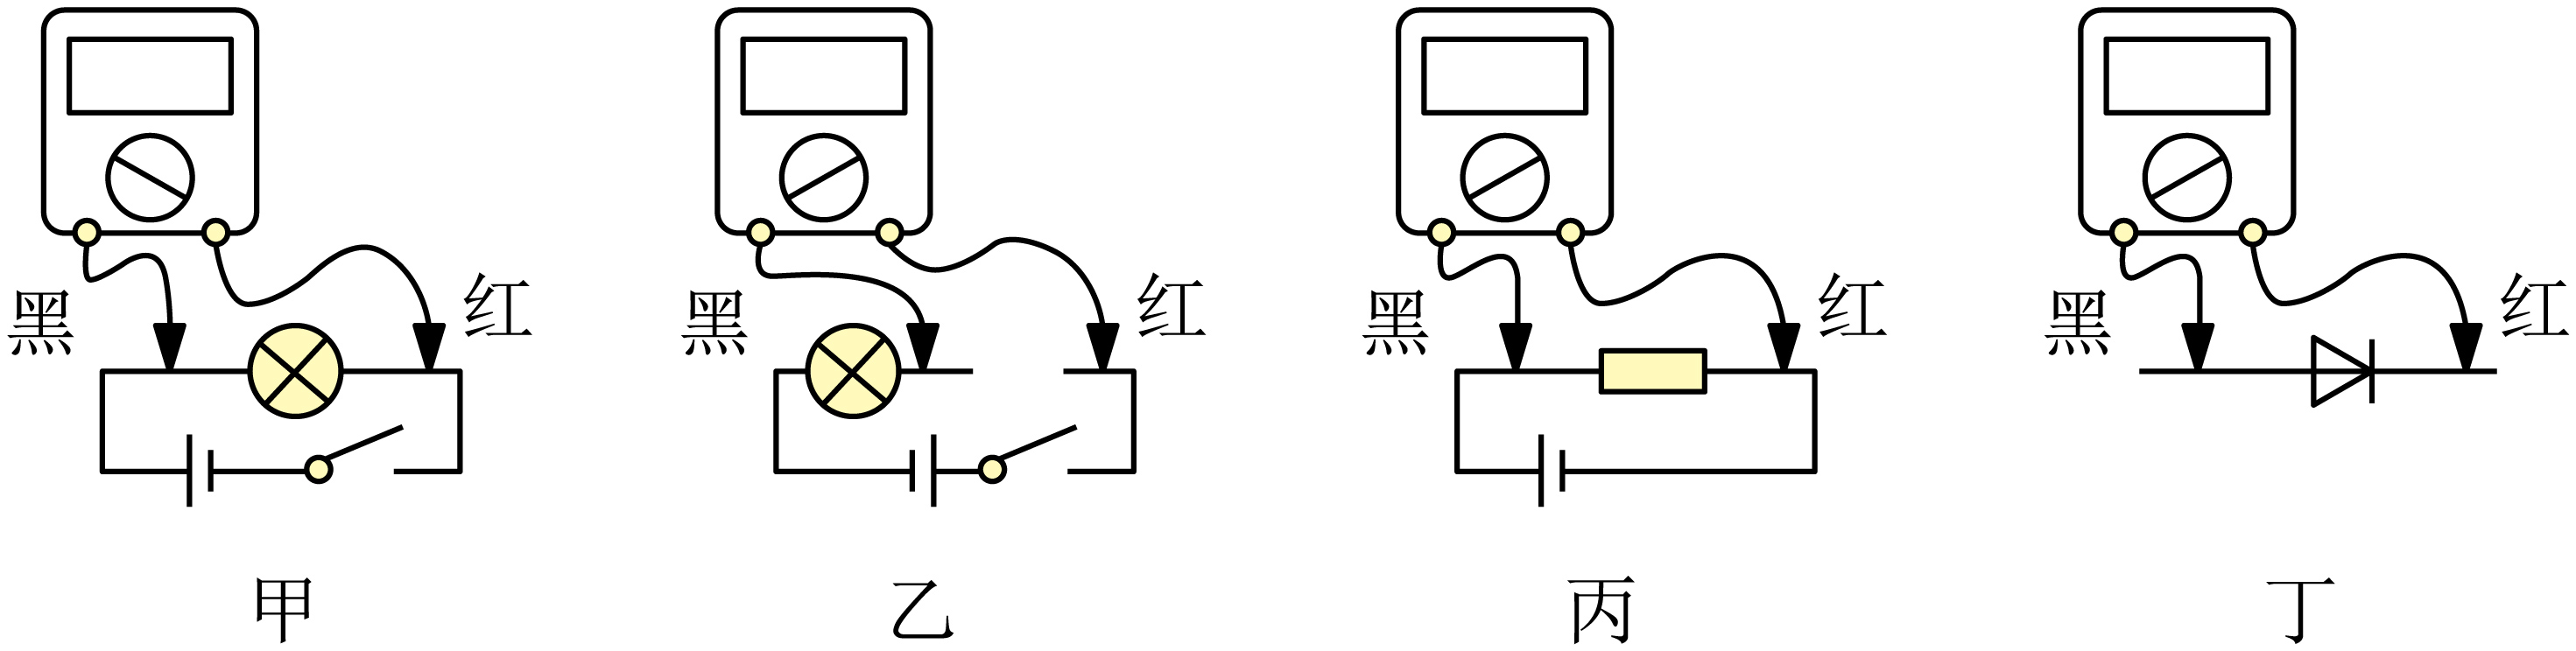 黑 红 黑 红 黑 红 黑 红
甲 乙 丙 丁